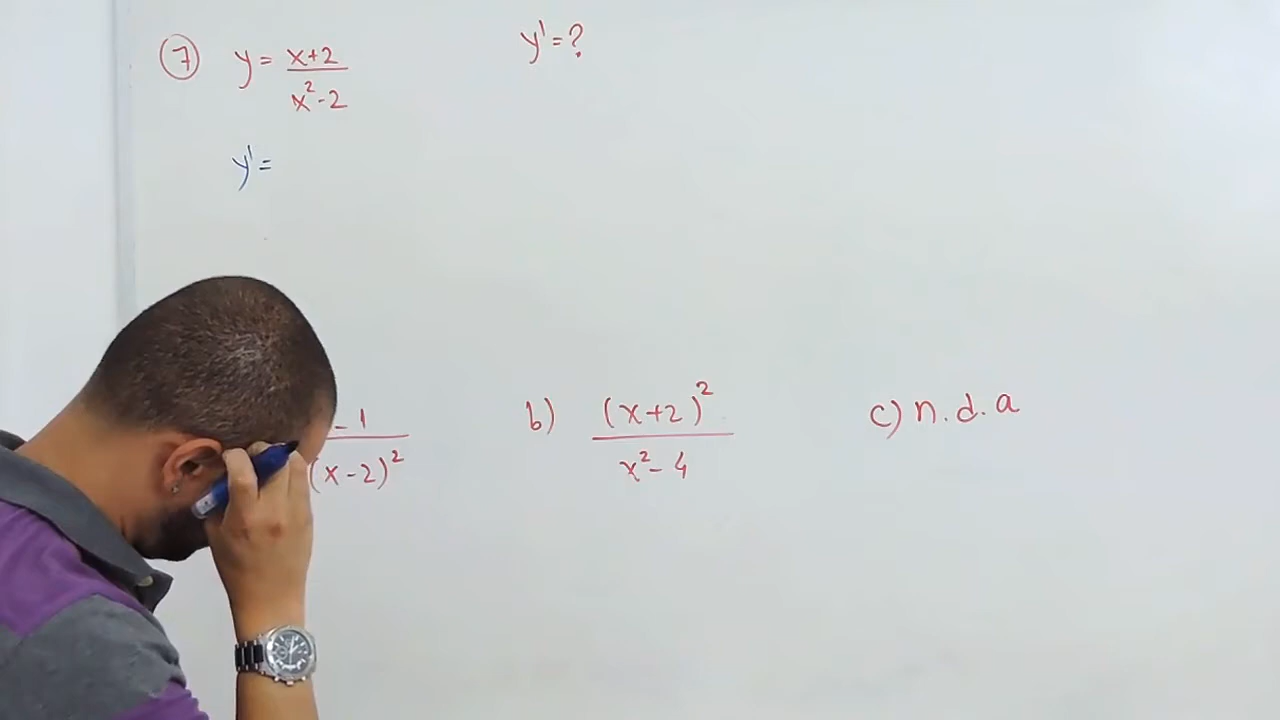 ⑦ y = (x+2)/(x²-2) y' = ?
y' =
-1/(x-2)² b) (x+2)²/(x²-4) c) n.d.a